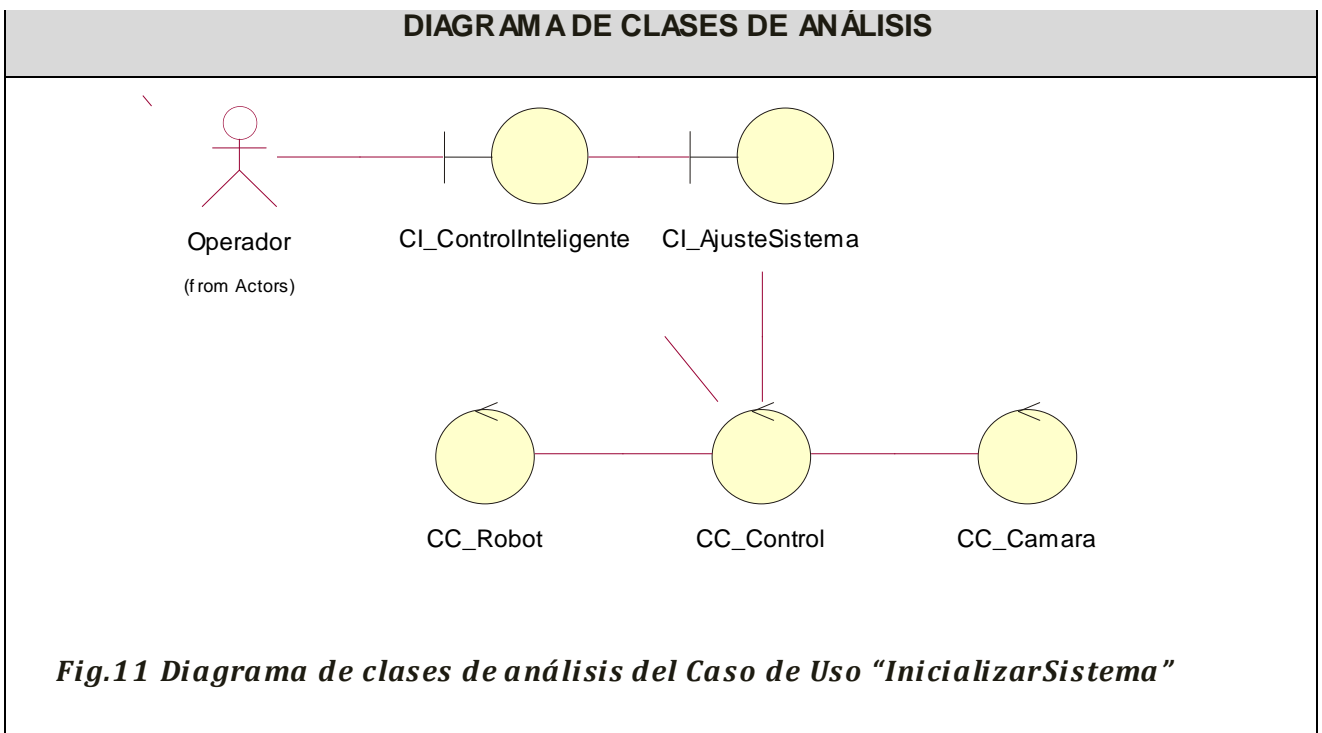 DIAGRAMA DE CLASES DE ANÁLISIS
CI_ControlInteligente
CI_AjusteSistema
Operador
(from Actors)
CC_Robot
CC_Control
CC_Camara
Fig.11 Diagrama de clases de análisis del Caso de Uso “InicializarSistema”